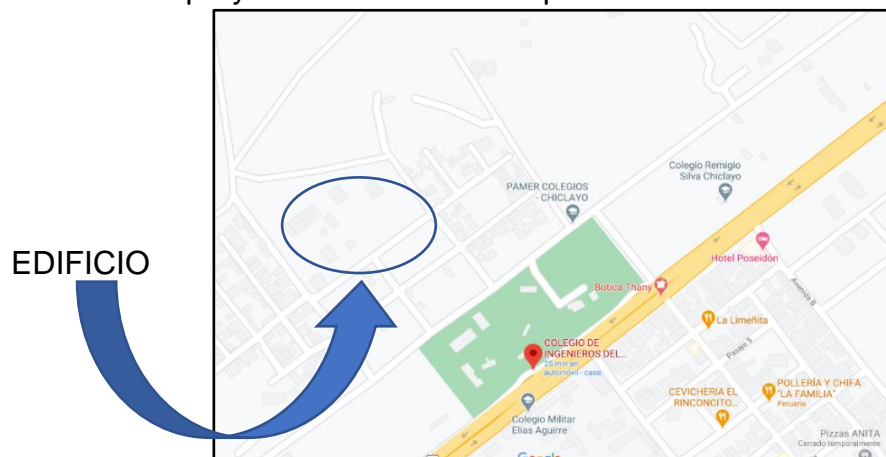 Colegio Remigio
Silva Chiclayo
PAMER COLEGIOS
- CHICLAYO
Hotel Poseidón
EDIFICIO
Botica Thany
Avenida B
La Limeñita
COLEGIO DE
INGENIEROS DEL...
25 min en
automóvil - casa
Pasaje 5
CEVICHERIA EL
RINCONCITO...
POLLERÍA Y CHIFA
"LA FAMILIA"
Peruana
Colegio Militar
Elias Aguirre
Pizzas ANITA
Cerrado temporalmente